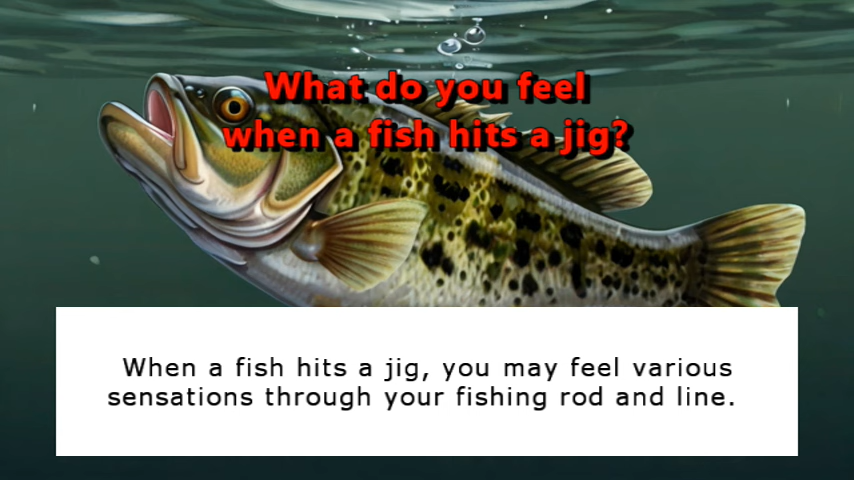 What do you feel
when a fish hits a jig?
When a fish hits a jig, you may feel various
sensations through your fishing rod and line.